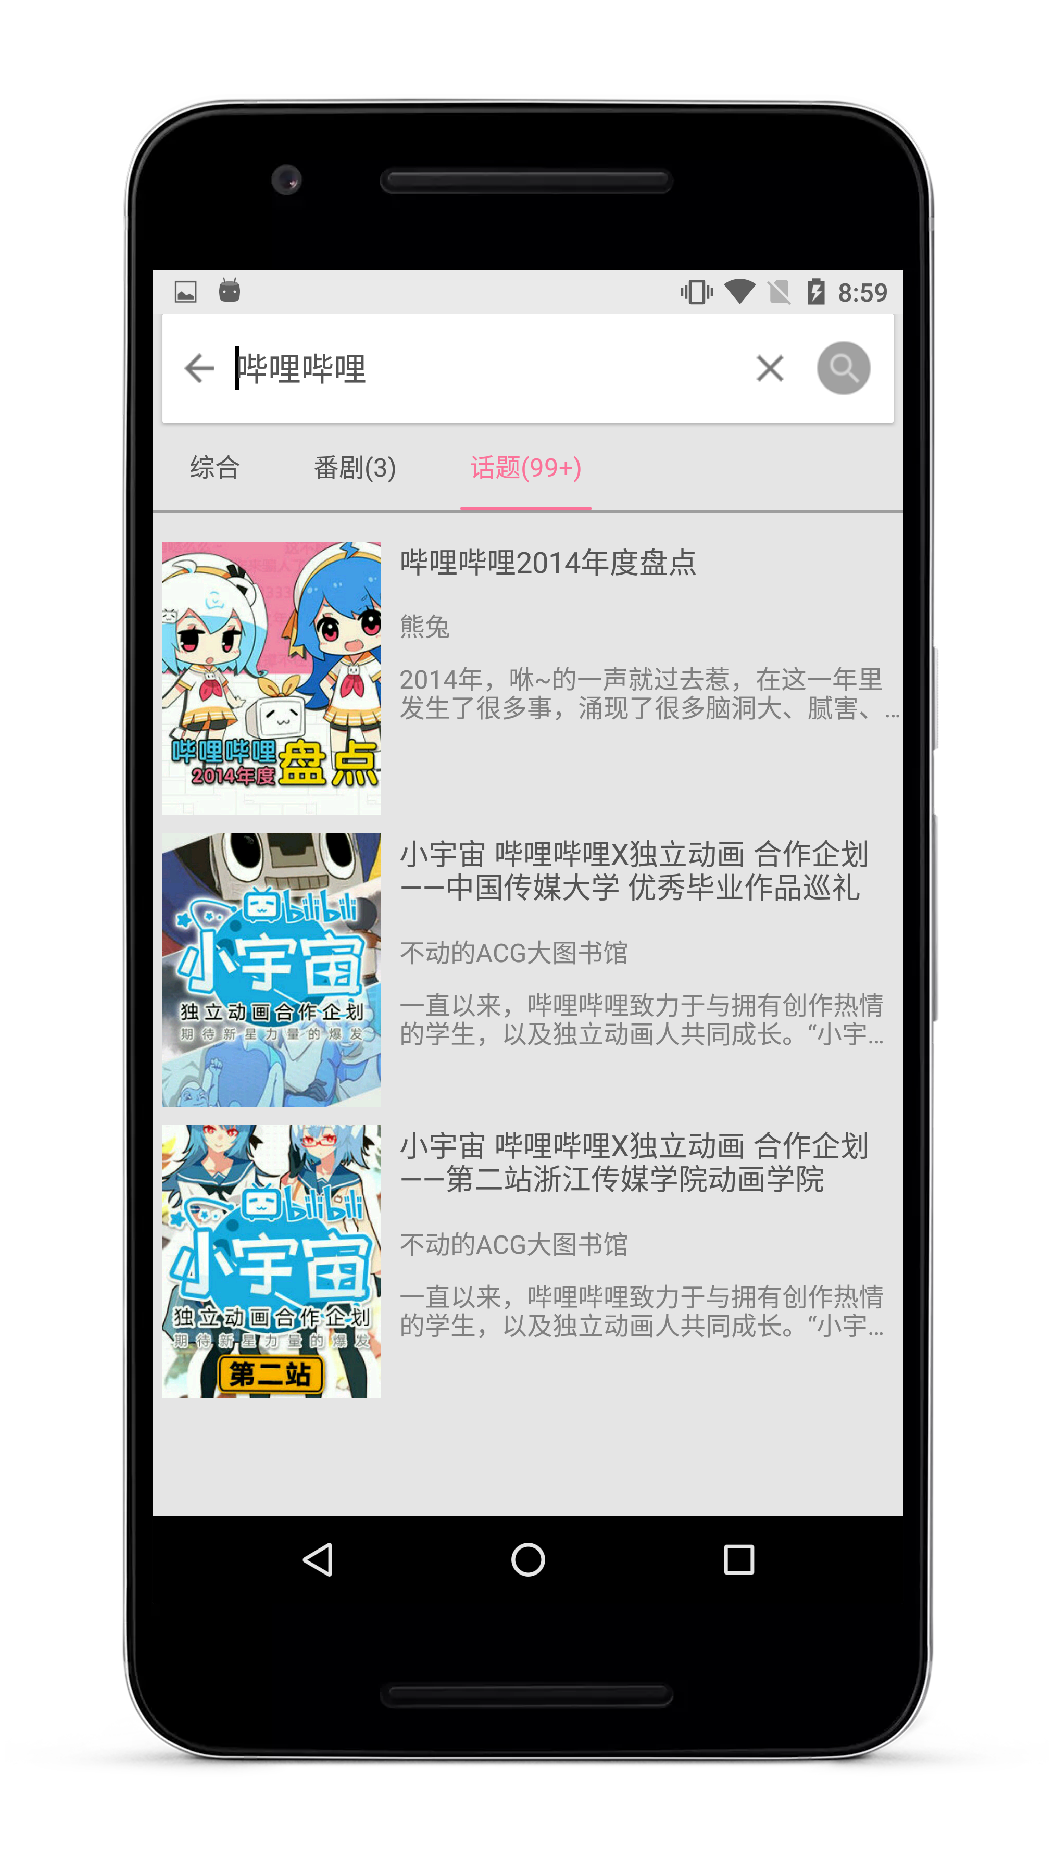 8:59
哔哩哔哩
综合
番剧(3)
话题(99+)
哔哩哔哩2014年度盘点
熊兔
2014年，咻~的一声就过去惹，在这一年里
发生了很多事，涌现了很多脑洞大、腻害、...
哔哩哔哩
2014年度
盘点
小宇宙 哔哩哔哩X独立动画 合作企划
——中国传媒大学 优秀毕业作品巡礼
不动的ACG大图书馆
一直以来，哔哩哔哩致力于与拥有创作热情
的学生，以及独立动画人共同成长。“小宇...
bilibili
小宇宙
独立动画合作企划
期待新星力量的爆发
小宇宙 哔哩哔哩X独立动画 合作企划
——第二站浙江传媒学院动画学院
不动的ACG大图书馆
一直以来，哔哩哔哩致力于与拥有创作热情
的学生，以及独立动画人共同成长。“小宇...
bilibili
小宇宙
独立动画合作企划
期待新星力量的爆发
第二站